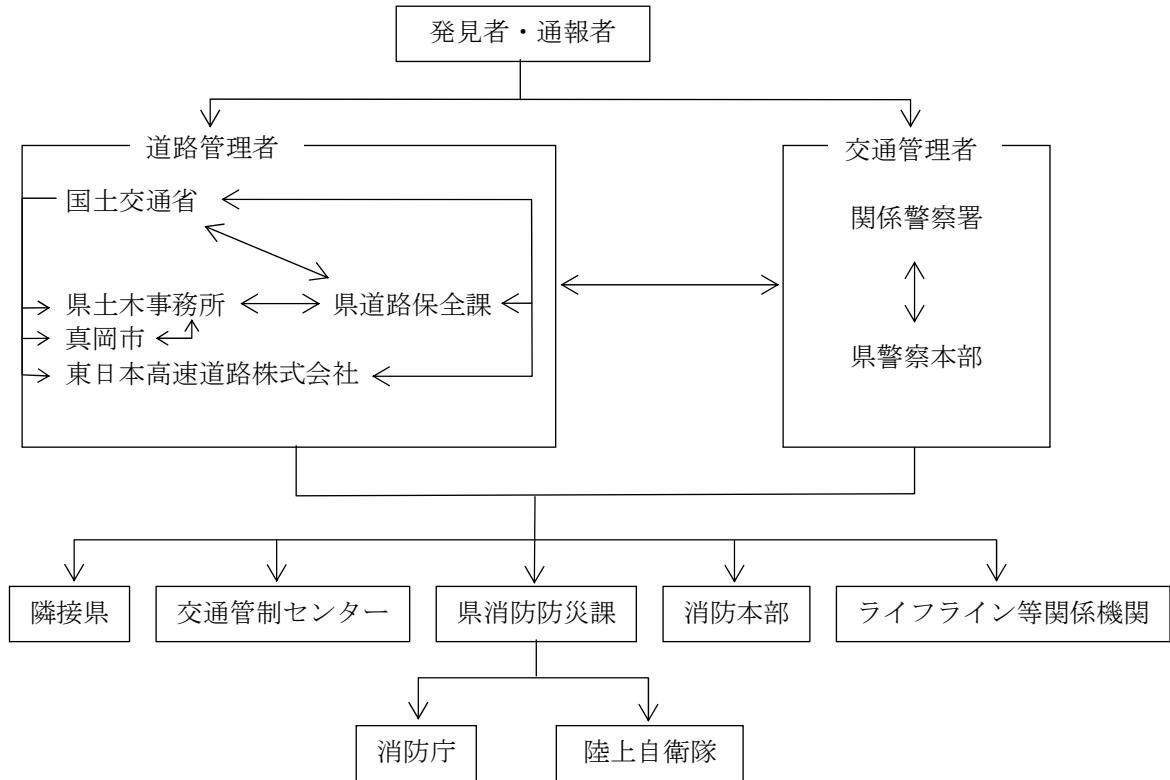 発見者・通報者
道路管理者
交通管理者
国土交通省
関係警察署
県土木事務所
県道路保全課
真岡市
県警察本部
東日本高速道路株式会社
隣接県
交通管制センター
県消防防災課
消防本部
ライフライン等関係機関
消防庁
陸上自衛隊